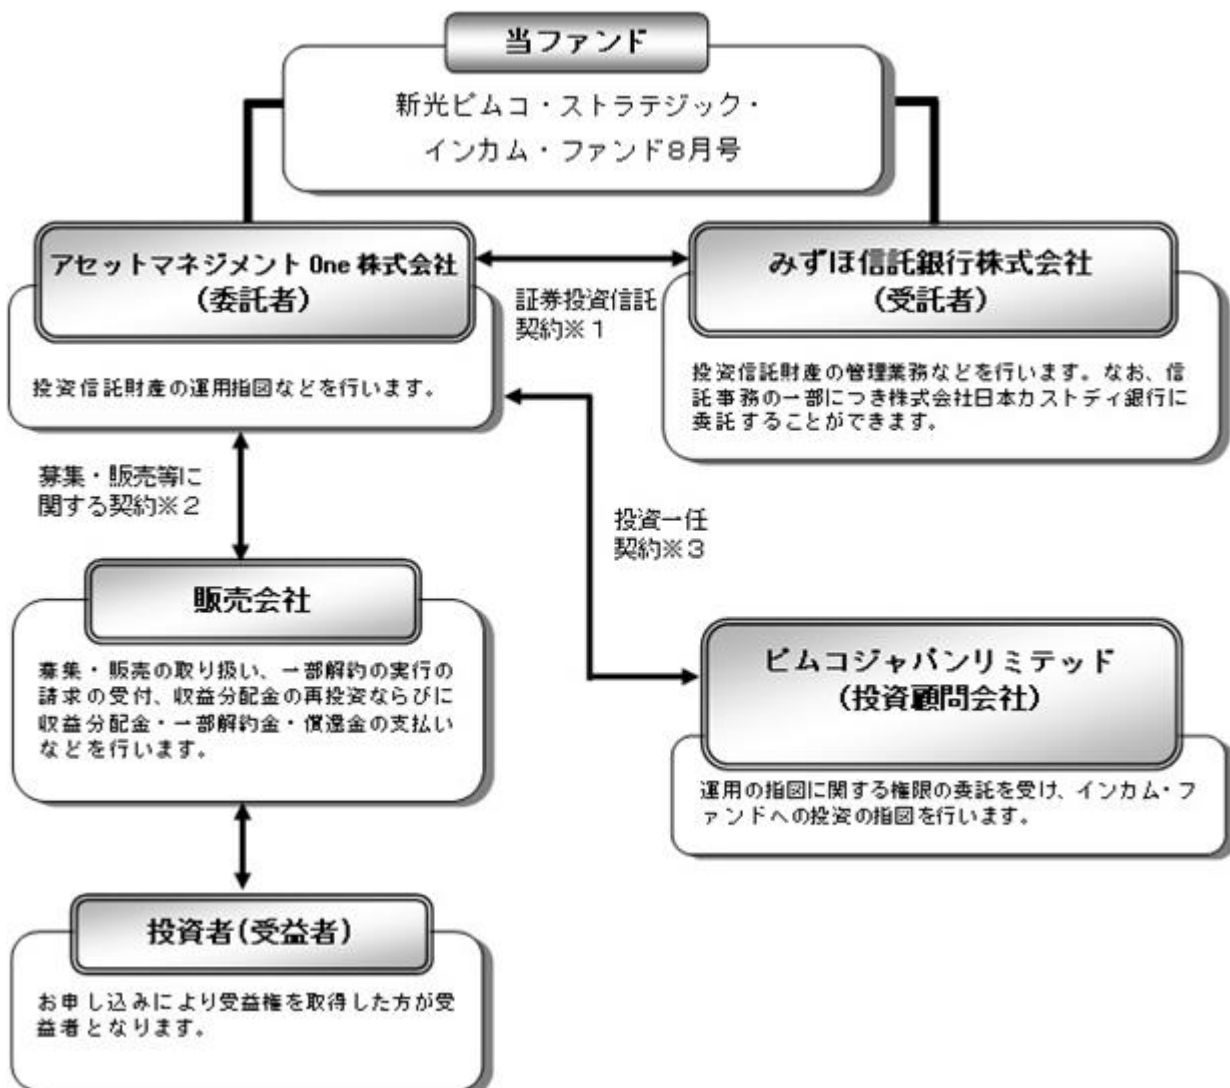 当ファンド
新光ピムコ・ストラテジック・
インカム・ファンド8月号
アセットマネジメント One 株式会社
(委託者)
投資信託財産の運用指図などを行います。
証券投資信託
契約※1
みずほ信託銀行株式会社
(受託者)
投資信託財産の管理業務などを行います。なお、信
託事務の一部につき株式会社日本カストディ銀行に
委託することができます。
募集・販売等に
関する契約※2
投資一任
契約※3
販売会社
募集・販売の取り扱い、一部解約の実行の
請求の受付、収益分配金の再投資ならびに
収益分配金・一部解約金・償還金の支払い
などを行います。
ピムコジャパンリミテッド
(投資顧問会社)
運用の指図に関する権限の委託を受け、インカム・フ
ァンドへの投資の指図を行います。
投資者(受益者)
お申し込みにより受益権を取得した方が受
益者となります。